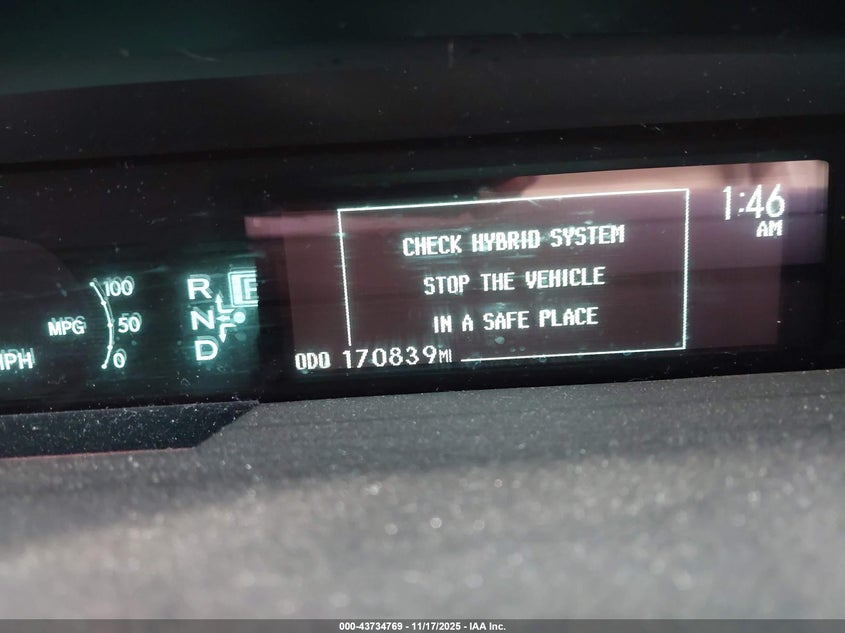 1:46
AM
CHECK HYBRID SYSTEM
STOP THE VEHICLE
IN A SAFE PLACE
ODO 170839MI
100
MPG 50
0
MPH
R
N
D
000-43734769 - 11/17/2025 - IAA Inc.